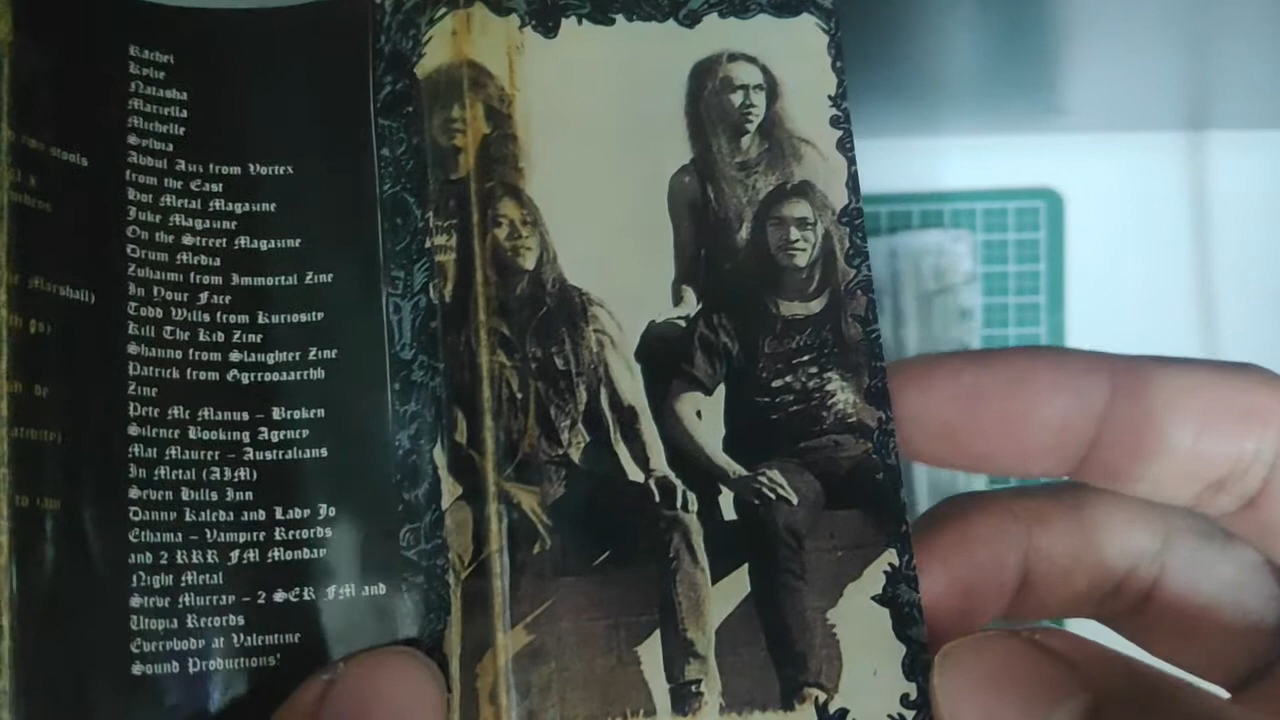 two stools
Marshall)
to
Rachel
Kylie
Natasha
Mariella
Michelle
Sylvia
Abdul Aziz from Vortex
from the East
Hot Metal Magazine
Juke Magazine
On the Street Magazine
Drum Media
Zuhaimi from Immortal Zine
In Your Face
Todd Wills from Kuriosity
Kill The Kid Zine
Shanno from Slaughter Zine
Patrick from Ggrrooaarrhh
Zine
Pete Mc Manus – Broken
Silence Booking Agency
Mat Maurer – Australians
In Metal (AIM)
Seven Hills Inn
Danny Kaleda and Lady Jo
Ethama – Vampire Records
and 2 RRR FM Monday
Night Metal
Steve Murray – 2 SER FM and
Utopia Records
Everybody at Valentine
Sound Productions!